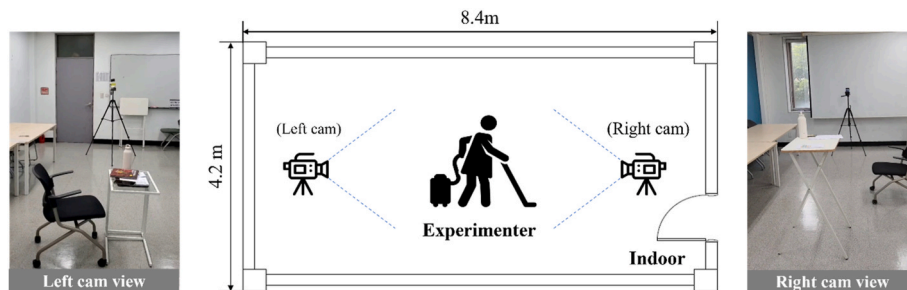 8.4m
4.2 m
(Left cam)
(Right cam)
Experimenter
Indoor
Left cam view
Right cam view